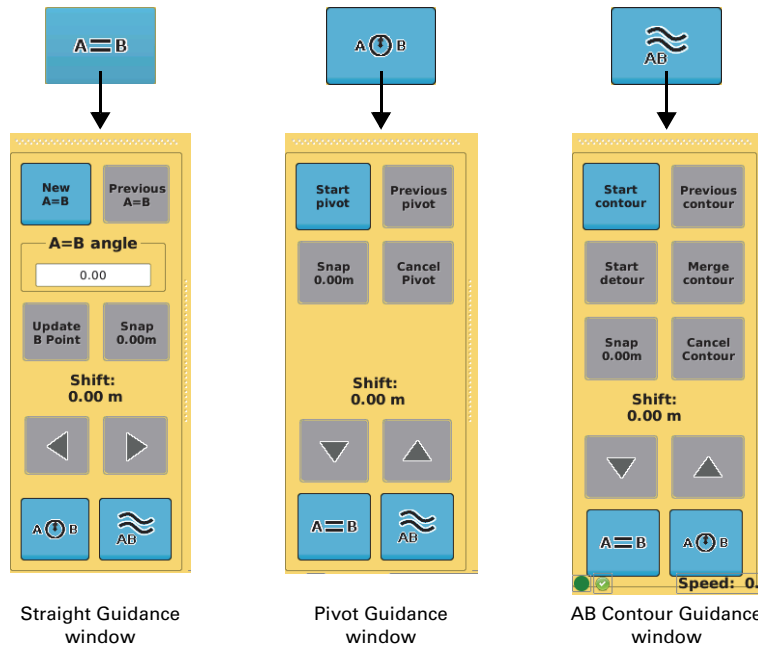 A=B
A B
AB
New
A=B
Previous
A=B
A=B angle
0.00
Update
B Point
Snap
0.00m
Shift:
0.00 m
A B
AB
Straight Guidance
window
Start
pivot
Previous
pivot
Snap
0.00m
Cancel
Pivot
Shift:
0.00 m
A=B
AB
Pivot Guidance
window
Start
contour
Previous
contour
Start
detour
Merge
contour
Snap
0.00m
Cancel
Contour
Shift:
0.00 m
A=B
A B
Speed: 0.
AB Contour Guidance
window